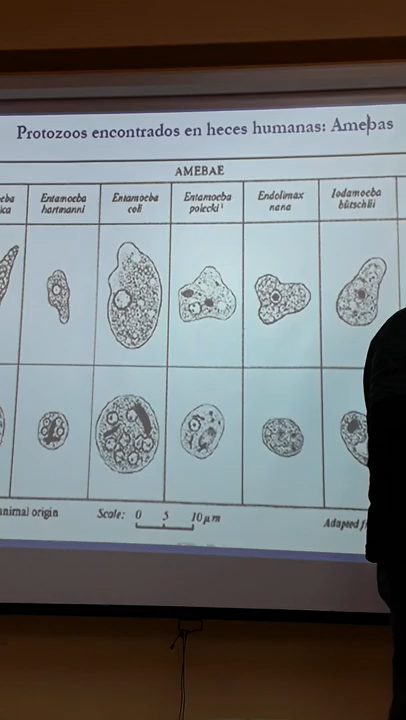 Protozoos encontrados en heces humanas: Amebas
AMEBAE
Entamoeba
hartmanni
Entamoeba
coli
Entamoeba
polecki¹
Endolimax
nana
Iodamoeba
bütschlii
animal origin
Scale: 0 5 10 µm
Adapted